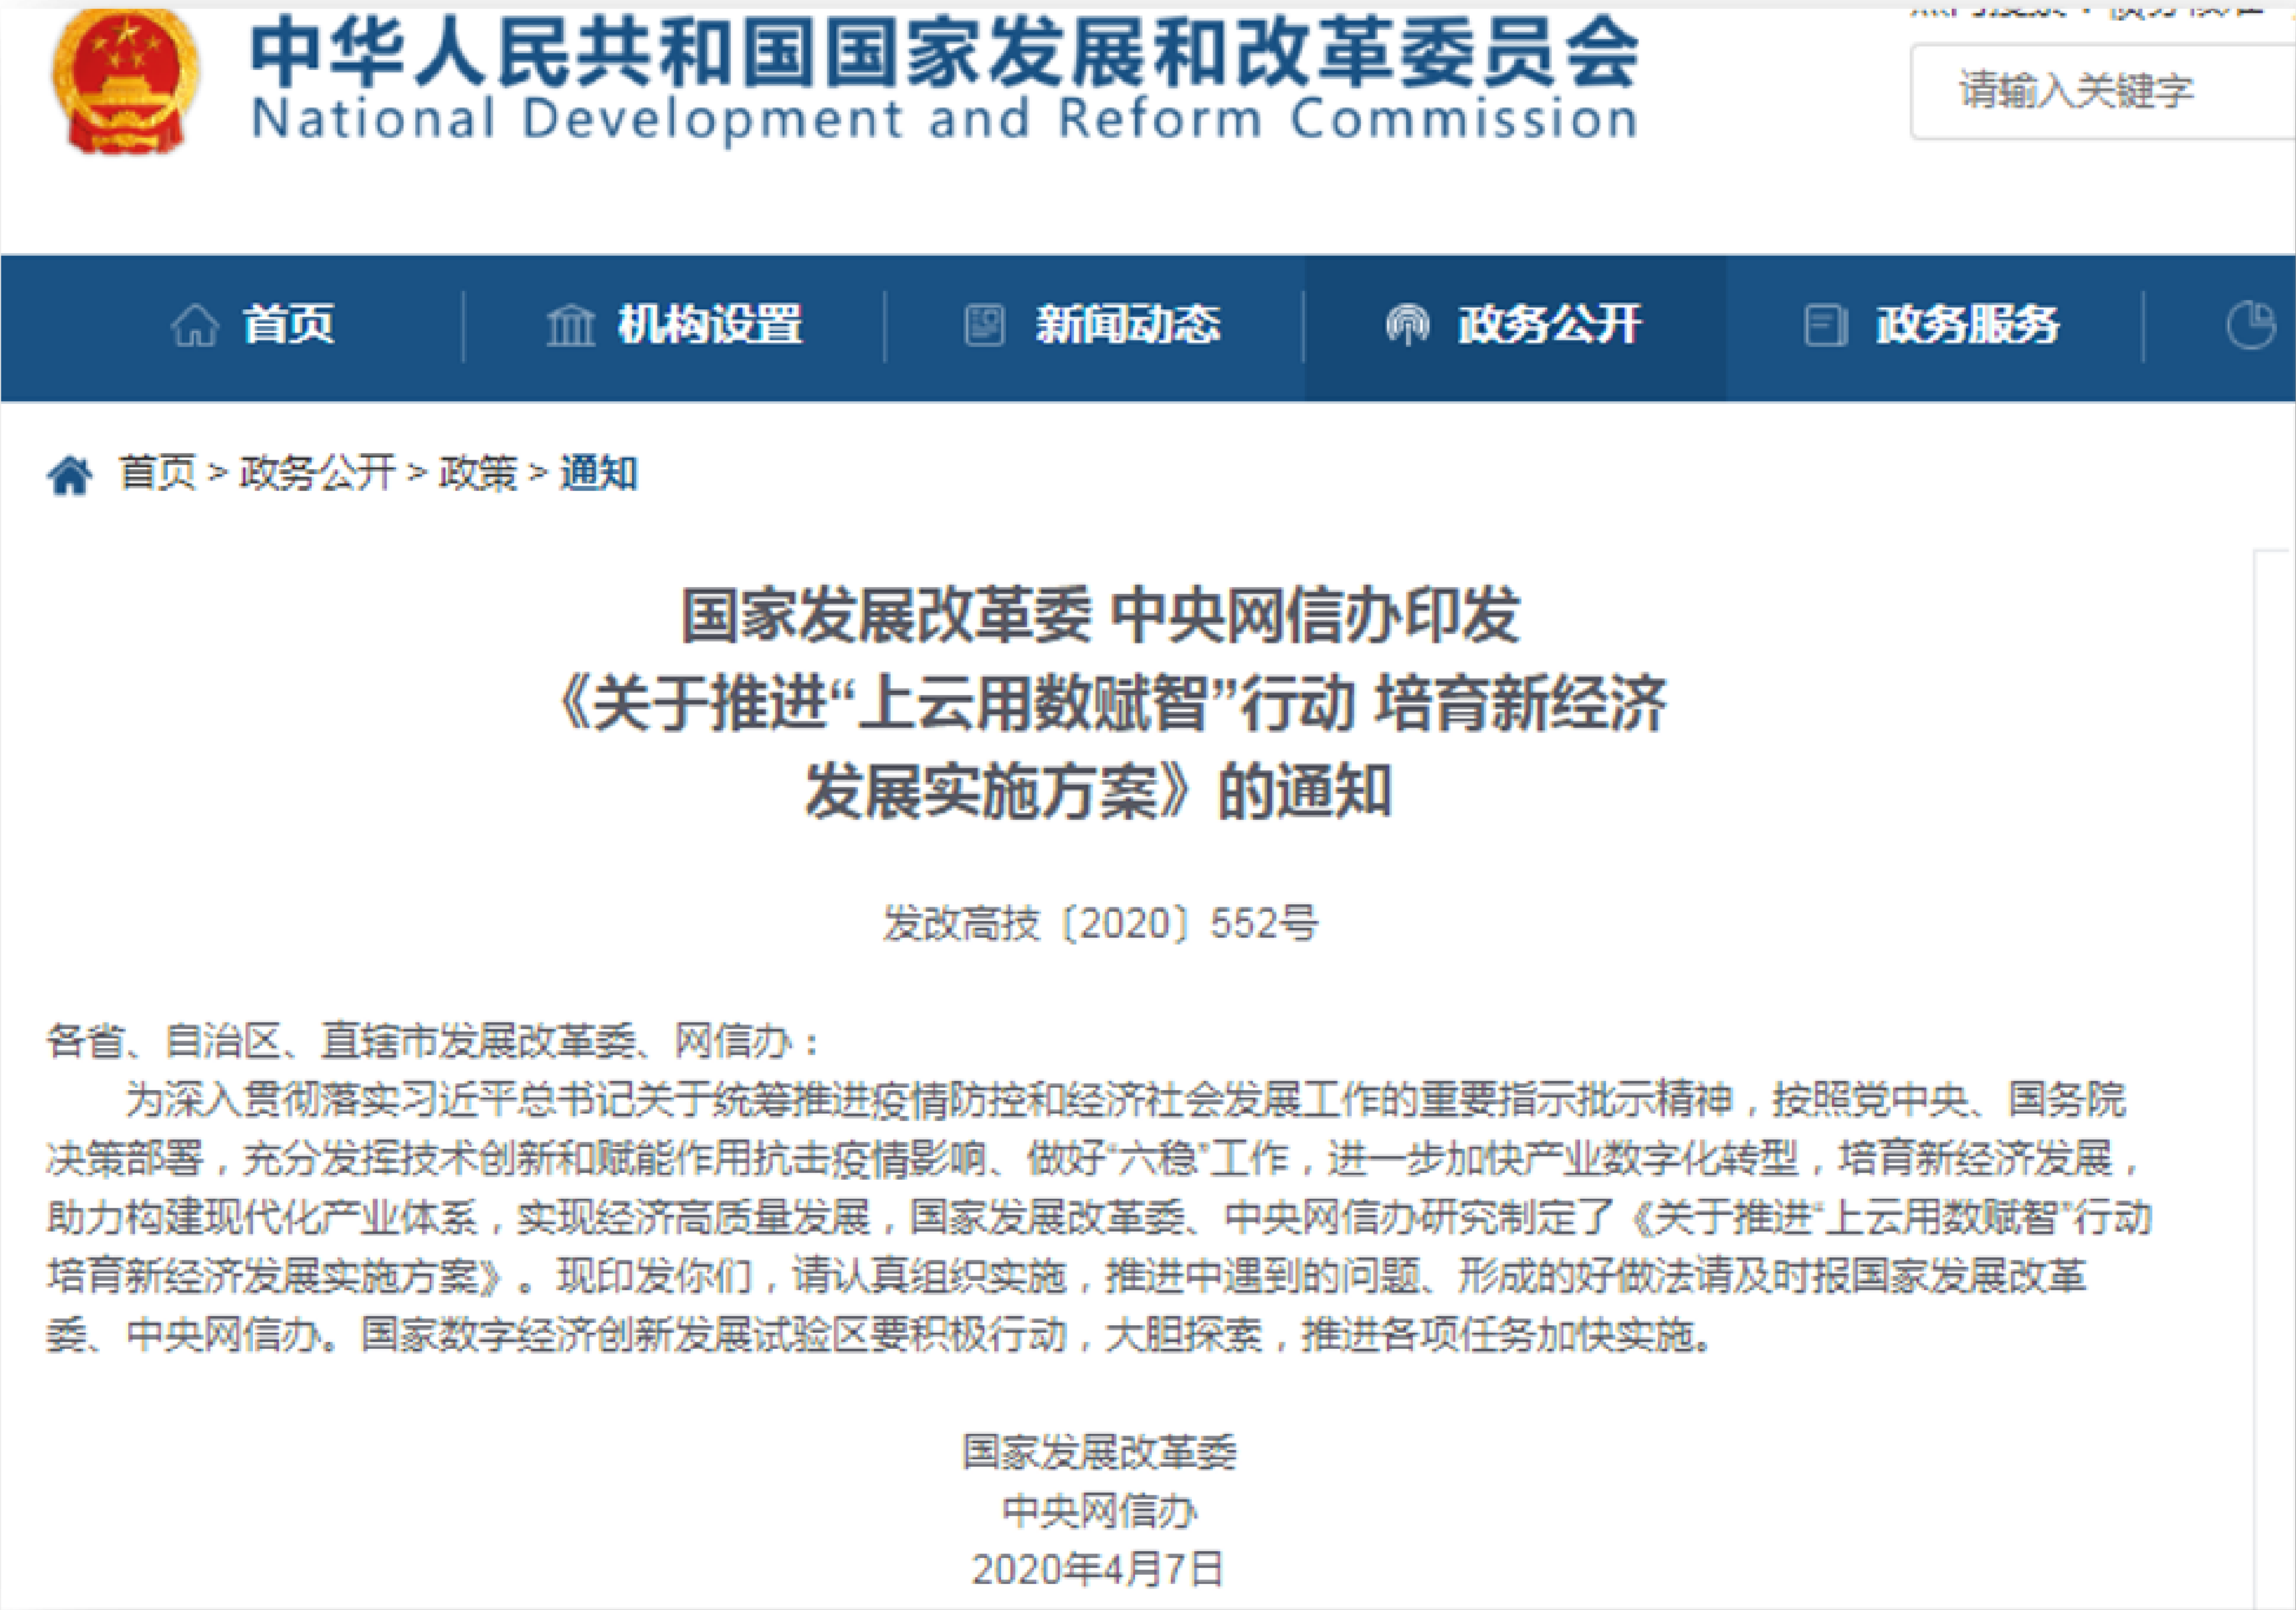 中华人民共和国国家发展和改革委员会
National Development and Reform Commission
请输入关键字
首页
机构设置
新闻动态
政务公开
政务服务
首页 > 政务公开 > 政策 > 通知
国家发展改革委 中央网信办印发
《关于推进“上云用数赋智”行动 培育新经济
发展实施方案》的通知
发改高技〔2020〕552号
各省、自治区、直辖市发展改革委、网信办：
为深入贯彻落实习近平总书记关于统筹推进疫情防控和经济社会发展工作的重要指示批示精神，按照党中央、国务院
决策部署，充分发挥技术创新和赋能作用抗击疫情影响、做好“六稳”工作，进一步加快产业数字化转型，培育新经济发展，
助力构建现代化产业体系，实现经济高质量发展，国家发展改革委、中央网信办研究制定了《关于推进“上云用数赋智”行动
培育新经济发展实施方案》。现印发你们，请认真组织实施，推进中遇到的问题、形成的好做法请及时报国家发展改革
委、中央网信办。国家数字经济创新发展试验区要积极行动，大胆探索，推进各项任务加快实施。
国家发展改革委
中央网信办
2020年4月7日